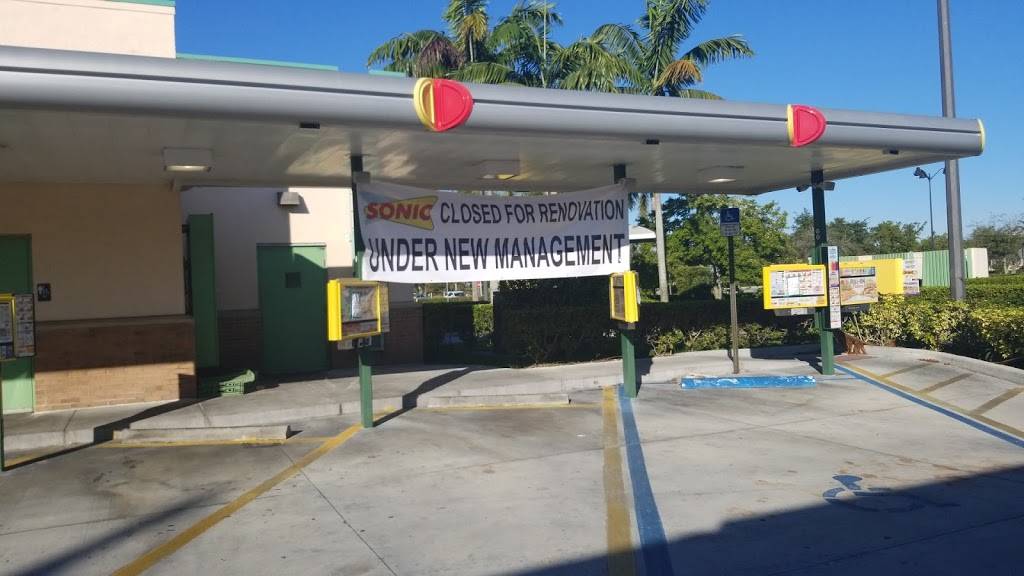 SONIC CLOSED FOR RENOVATION
UNDER NEW MANAGEMENT